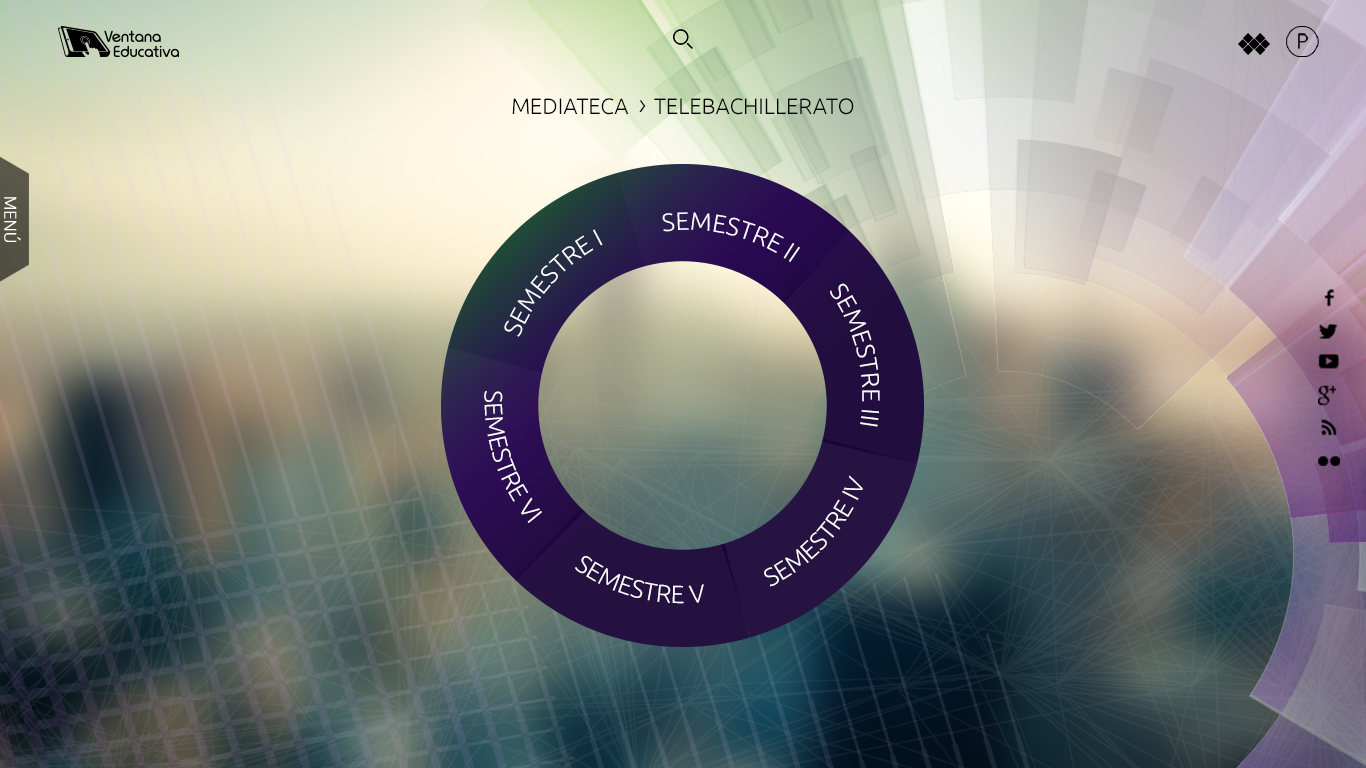 Ventana
Educativa
P
MEDIATECA › TELEBACHILLERATO
MENÚ
SEMESTRE I
SEMESTRE II
SEMESTRE III
SEMESTRE IV
SEMESTRE V
SEMESTRE VI